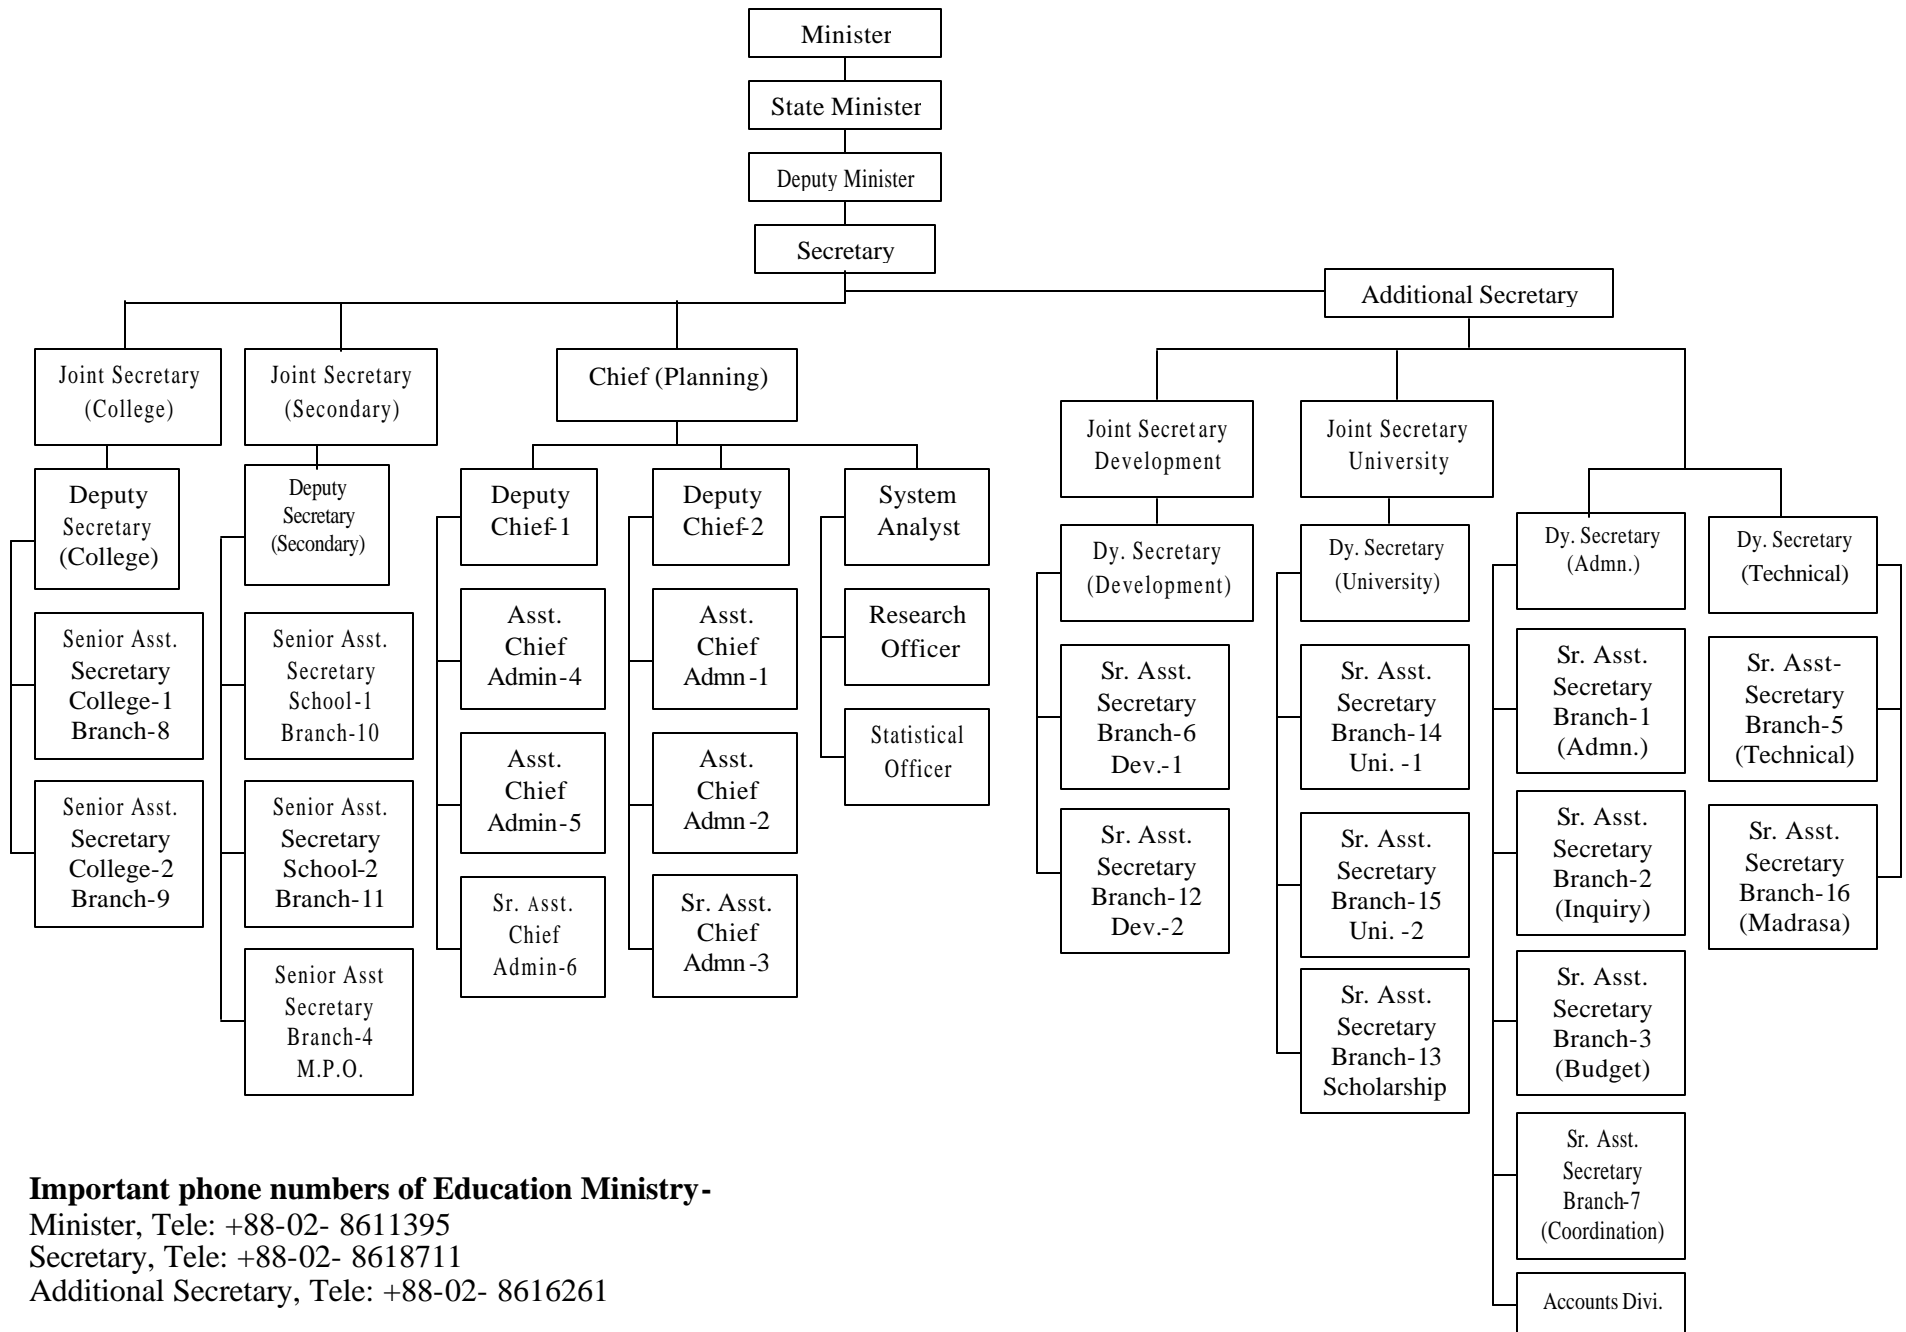 Minister
State Minister
Deputy Minister
Secretary
Additional Secretary
Joint Secretary
(College)
Joint Secretary
(Secondary)
Chief (Planning)
Joint Secretary
Development
Joint Secretary
University
Deputy
Secretary
(College)
Deputy
Secretary
(Secondary)
Deputy
Chief-1
Deputy
Chief-2
System
Analyst
Dy. Secretary
(Development)
Dy. Secretary
(University)
Dy. Secretary
(Admn.)
Dy. Secretary
(Technical)
Senior Asst.
Secretary
College-1
Branch-8
Senior Asst.
Secretary
School-1
Branch-10
Asst.
Chief
Admin-4
Asst.
Chief
Admn-1
Research
Officer
Sr. Asst.
Secretary
Branch-6
Dev.-1
Sr. Asst.
Secretary
Branch-14
Uni. -1
Sr. Asst.
Secretary
Branch-1
(Admn.)
Sr. Asst-
Secretary
Branch-5
(Technical)
Senior Asst.
Secretary
College-2
Branch-9
Senior Asst.
Secretary
School-2
Branch-11
Asst.
Chief
Admin-5
Asst.
Chief
Admn-2
Statistical
Officer
Sr. Asst.
Secretary
Branch-12
Dev.-2
Sr. Asst.
Secretary
Branch-15
Uni. -2
Sr. Asst.
Secretary
Branch-2
(Inquiry)
Sr. Asst.
Secretary
Branch-16
(Madrasa)
Senior Asst
Secretary
Branch-4
M.P.O.
Sr. Asst.
Chief
Admin-6
Sr. Asst.
Chief
Admn-3
Sr. Asst.
Secretary
Branch-13
Scholarship
Sr. Asst.
Secretary
Branch-3
(Budget)
Sr. Asst.
Secretary
Branch-7
(Coordination)
Accounts Divi.
Important phone numbers of Education Ministry-
Minister, Tele: +88-02- 8611395
Secretary, Tele: +88-02- 8618711
Additional Secretary, Tele: +88-02- 8616261